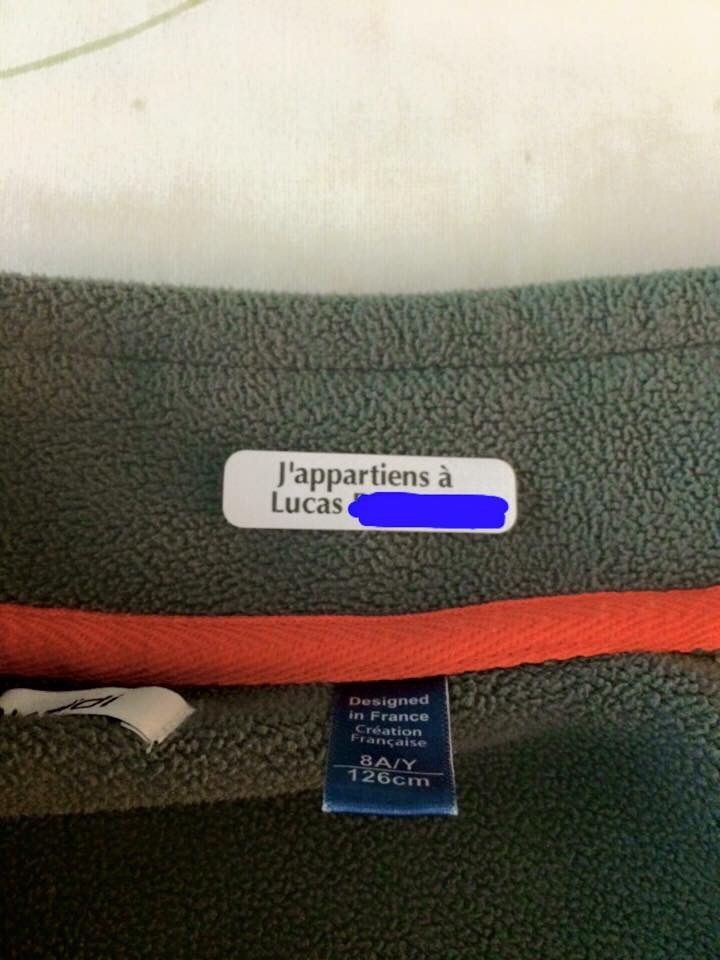 J'appartiens à
Lucas
Designed
in France
Création
Française
8A/Y
126cm